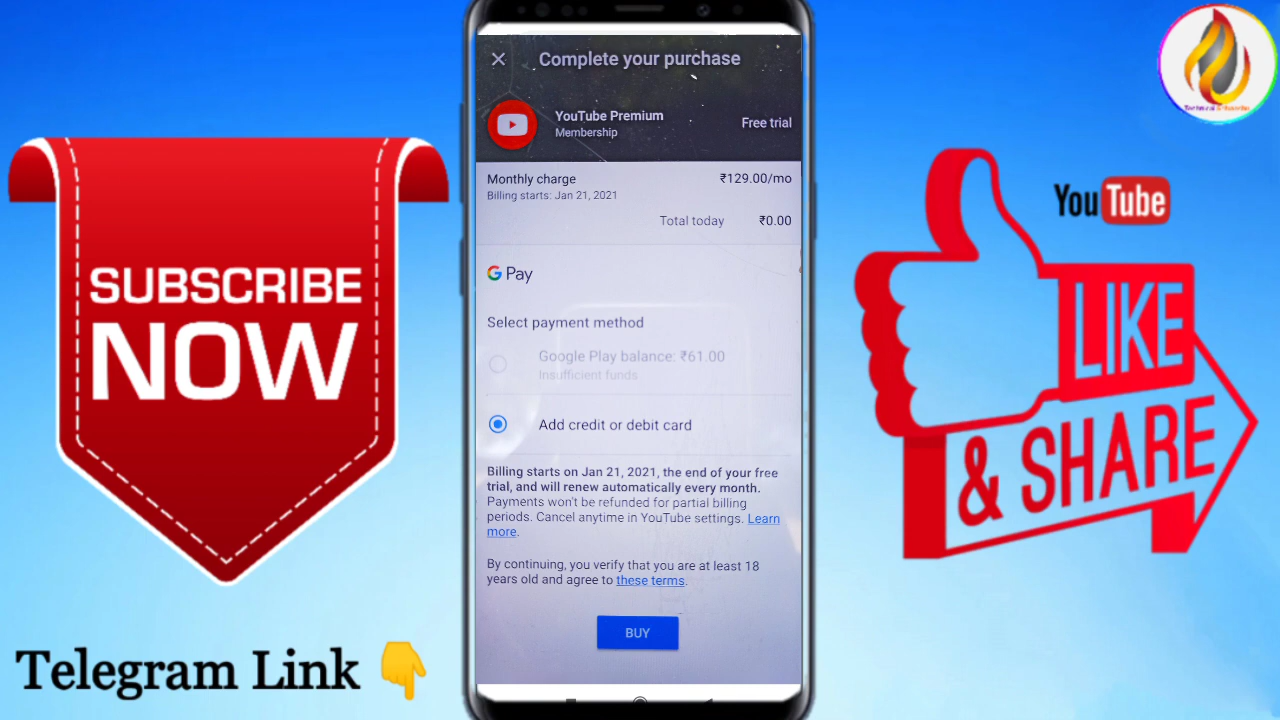 SUBSCRIBE
NOW
Telegram Link
Complete your purchase
YouTube Premium
Membership
Free trial
Monthly charge
₹129.00/mo
Billing starts: Jan 21, 2021
Total today ₹0.00
G Pay
Select payment method
Google Play balance: ₹61.00
Insufficient funds
Add credit or debit card
Billing starts on Jan 21, 2021, the end of your free
trial, and will renew automatically every month.
Payments won't be refunded for partial billing
periods. Cancel anytime in YouTube settings. Learn
more.
By continuing, you verify that you are at least 18
years old and agree to these terms.
BUY
YouTube
LIKE
& SHARE